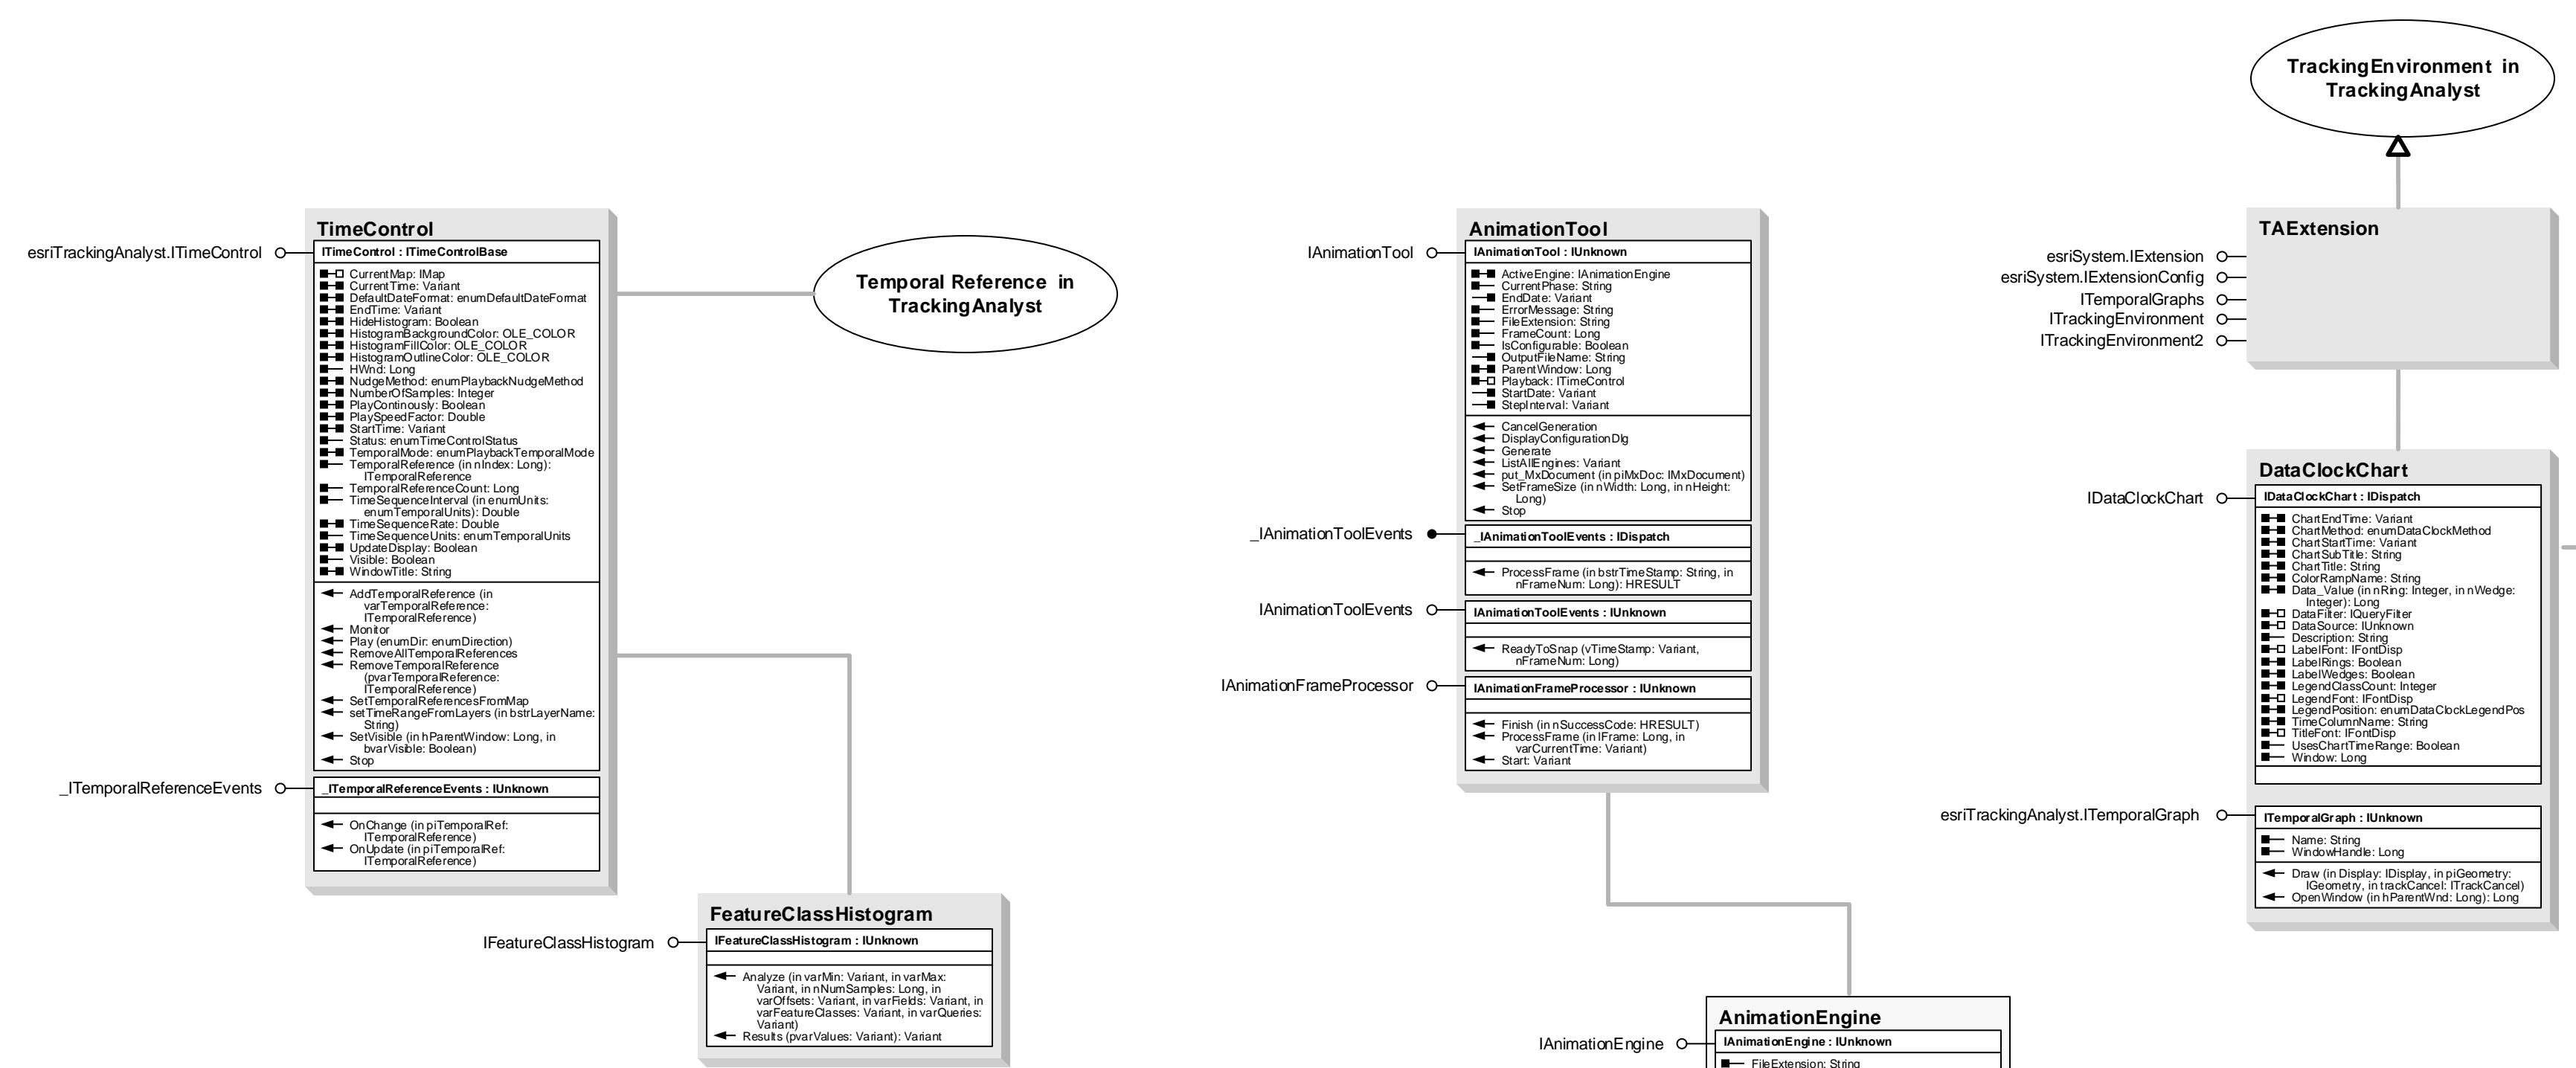 TrackingEnvironment in
TrackingAnalyst
TimeControl
esriTrackingAnalyst.ITimeControl
ITimeControl : ITimeControlBase
CurrentMap: IMap
CurrentTime: Variant
DefaultDateFormat: enumDefaultDateFormat
EndTime: Variant
HideHistogram: Boolean
HistogramBackgroundColor: OLE_COLOR
HistogramFillColor: OLE_COLOR
HistogramOutlineColor: OLE_COLOR
HWnd: Long
NudgeMethod: enumPlaybackNudgeMethod
NumberOfSamples: Integer
PlayContinously: Boolean
PlaySpeedFactor: Double
StartTime: Variant
Status: enumTimeControlStatus
TemporalMode: enumPlaybackTemporalMode
TemporalReference (in nIndex: Long):
ITemporalReference
TemporalReferenceCount: Long
TimeSequenceInterval (in enumUnits:
enumTemporalUnits): Double
TimeSequenceRate: Double
TimeSequenceUnits: enumTemporalUnits
UpdateDisplay: Boolean
Visible: Boolean
WindowTitle: String
AddTemporalReference (in
varTemporalReference:
ITemporalReference)
Monitor
Play (enumDir: enumDirection)
RemoveAllTemporalReferences
RemoveTemporalReference
(pvarTemporalReference:
ITemporalReference)
SetTemporalReferencesFromMap
setTimeRangeFromLayers (in bstrLayerName:
String)
SetVisible (in hParentWindow: Long, in
bvarVisible: Boolean)
Stop
_ITemporalReferenceEvents
_ITemporalReferenceEvents : IUnknown
OnChange (in piTemporalRef:
ITemporalReference)
OnUpdate (in piTemporalRef:
ITemporalReference)
Temporal Reference in
TrackingAnalyst
FeatureClassHistogram
IFeatureClassHistogram
IFeatureClassHistogram : IUnknown
Analyze (in varMin: Variant, in varMax:
Variant, in nNumSamples: Long, in
varOffsets: Variant, in varFields: Variant, in
varFeatureClasses: Variant, in varQueries:
Variant)
Results (pvarValues: Variant): Variant
AnimationTool
IAnimationTool
IAnimationTool : IUnknown
ActiveEngine: IAnimationEngine
CurrentPhase: String
EndDate: Variant
ErrorMessage: String
FileExtension: String
FrameCount: Long
IsConfigurable: Boolean
OutputFileName: String
ParentWindow: Long
Playback: ITimeControl
StartDate: Variant
StepInterval: Variant
CancelGeneration
DisplayConfigurationDlg
Generate
ListAllEngines: Variant
put_MxDocument (in piMxDoc: IMxDocument)
SetFrameSize (in nWidth: Long, in nHeight:
Long)
Stop
_IAnimationToolEvents
_IAnimationToolEvents : IDispatch
ProcessFrame (in bstrTimeStamp: String, in
nFrameNum: Long): HRESULT
IAnimationToolEvents
IAnimationToolEvents : IUnknown
ReadyToSnap (vTimeStamp: Variant,
nFrameNum: Long)
IAnimationFrameProcessor
IAnimationFrameProcessor : IUnknown
Finish (in nSuccessCode: HRESULT)
ProcessFrame (in lFrame: Long, in
varCurrentTime: Variant)
Start: Variant
AnimationEngine
IAnimationEngine
IAnimationEngine : IUnknown
FileExtension: String
TAExtension
esriSystem.IExtension
esriSystem.IExtensionConfig
ITemporalGraphs
ITrackingEnvironment
ITrackingEnvironment2
DataClockChart
IDataClockChart
IDataClockChart : IDispatch
ChartEndTime: Variant
ChartMethod: enumDataClockMethod
ChartStartTime: Variant
ChartSubTitle: String
ChartTitle: String
ColorRampName: String
Data_Value (in nRing: Integer, in nWedge:
Integer): Long
DataFilter: IQueryFilter
DataSource: IUnknown
Description: String
LabelFont: IFontDisp
LabelRings: Boolean
LabelWedges: Boolean
LegendClassCount: Integer
LegendFont: IFontDisp
LegendPosition: enumDataClockLegendPos
TimeColumnName: String
TitleFont: IFontDisp
UsesChartTimeRange: Boolean
Window: Long
esriTrackingAnalyst.ITemporalGraph
ITemporalGraph : IUnknown
Name: String
WindowHandle: Long
Draw (in Display: IDisplay, in piGeometry:
IGeometry, in trackCancel: ITrackCancel)
OpenWindow (in hParentWnd: Long): Long